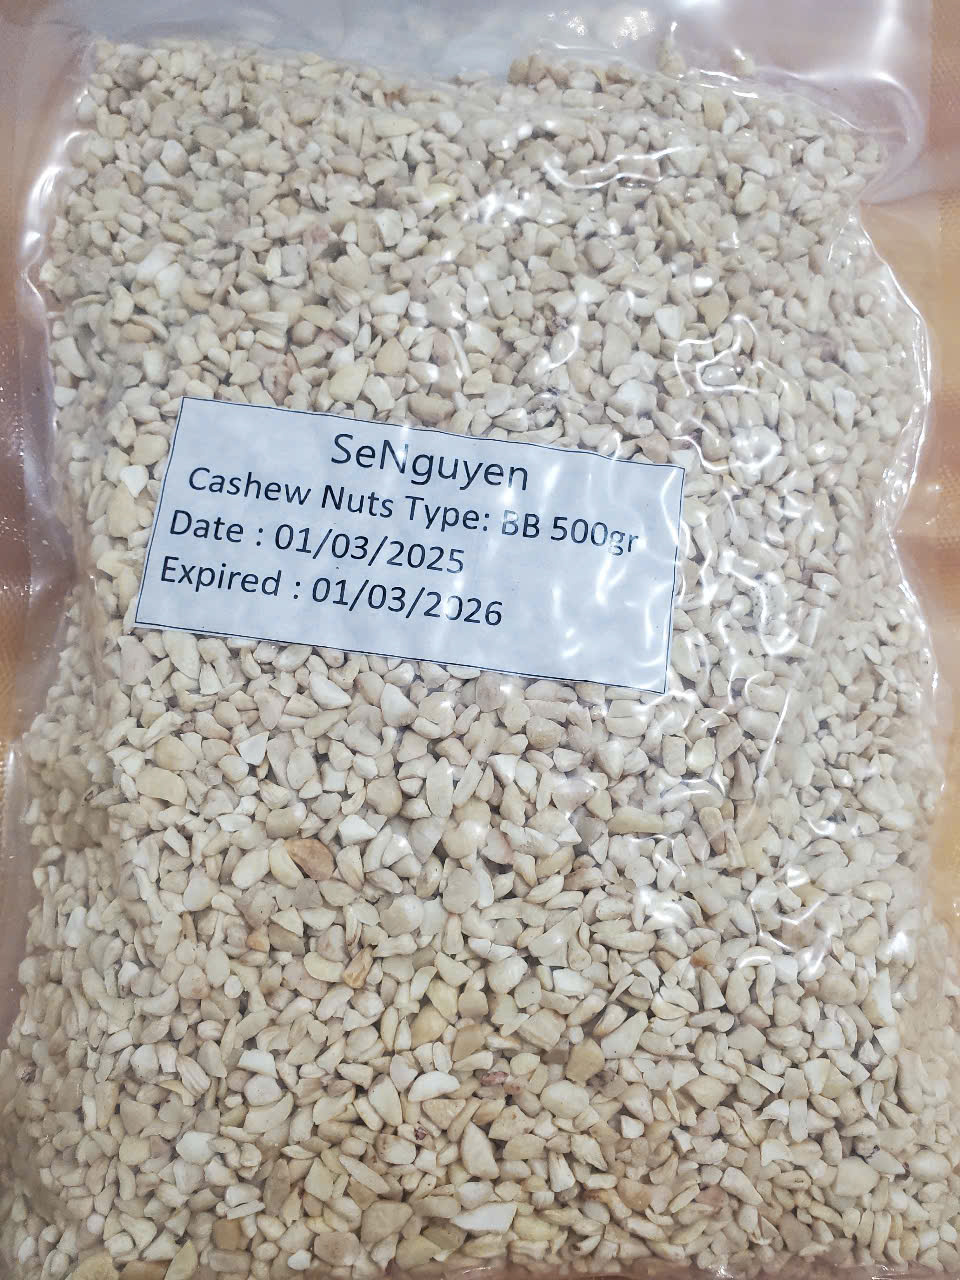 SeNguyen
Cashew Nuts Type: BB 500gr
Date : 01/03/2025
Expired : 01/03/2026